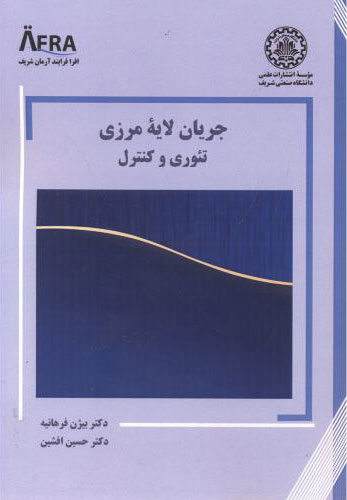 AFRA
افرا فرایند آرمان شریف
مؤسسهٔ انتشارات علمی
دانشگاه صنعتی شریف
جریان لایهٔ مرزی
تئوری و کنترل
دکتر بیژن فرهانیه
دکتر حسین افشین